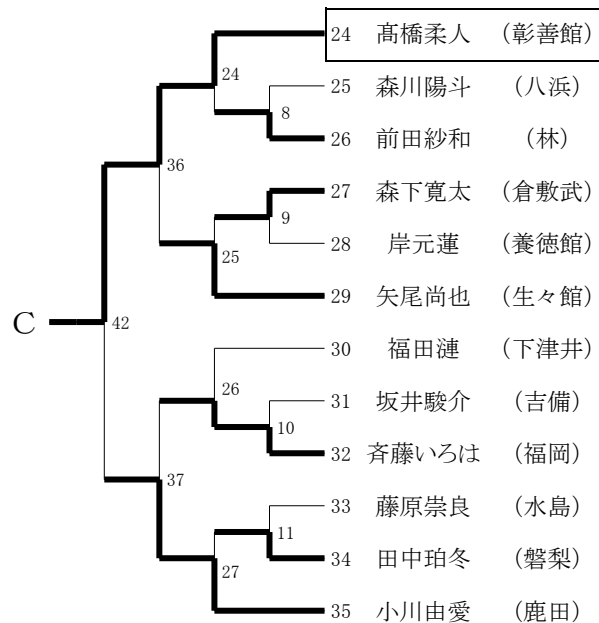 24 髙橋柔人 (彰善館)
24
25 森川陽斗 (八浜)
8
26 前田紗和 (林)
36
27 森下寛太 (倉敷武)
9
28 岸元蓮 (養徳館)
25
29 矢尾尚也 (生々館)
C 42
30 福田漣 (下津井)
26
31 坂井駿介 (吉備)
10
32 斉藤いろは (福岡)
37
33 藤原崇良 (水島)
11
34 田中珀冬 (磐梨)
27
35 小川由愛 (鹿田)